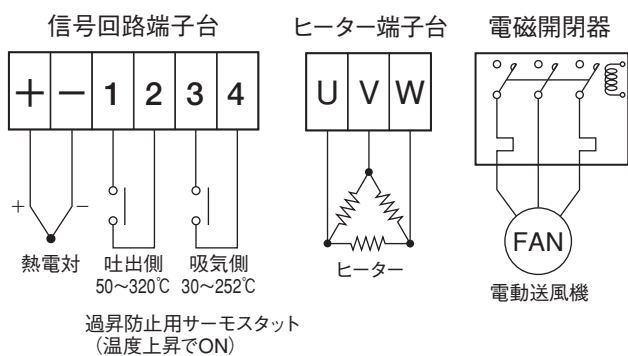 信号回路端子台
ヒーター端子台
電磁開閉器
+ − 1 2 3 4
U V W
+ −
熱電対
吐出側
50〜320℃
吸気側
30〜252℃
ヒーター
FAN
電動送風機
過昇防止用サーモスタット
(温度上昇でON)